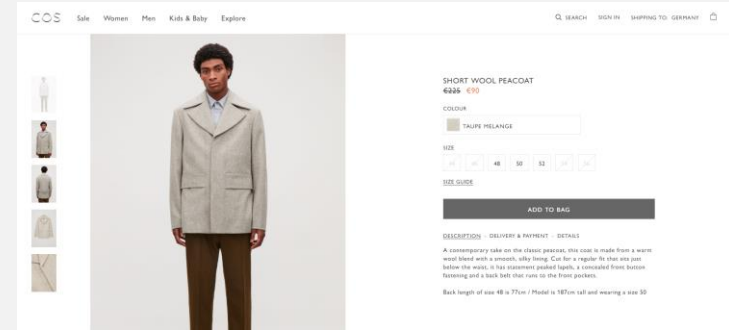 COS
Sale Women Men Kids & Baby Explore
SEARCH SIGN IN SHIPPING TO: GERMANY
SHORT WOOL PEACOAT
€225 €90
COLOUR
TAUPE MELANGE
SIZE
48 50 52
SIZE GUIDE
ADD TO BAG
DESCRIPTION - DELIVERY & PAYMENT - DETAILS
A contemporary take on the classic peacoat, this coat is made from a warm
wool blend with a smooth, silky lining. Cut for a regular fit that sits just
below the waist, it has statement peaked lapels, a concealed front button
fastening and a back belt that runs to the front pockets.
Back length of size 48 is 77cm / Model is 187cm tall and wearing a size 50